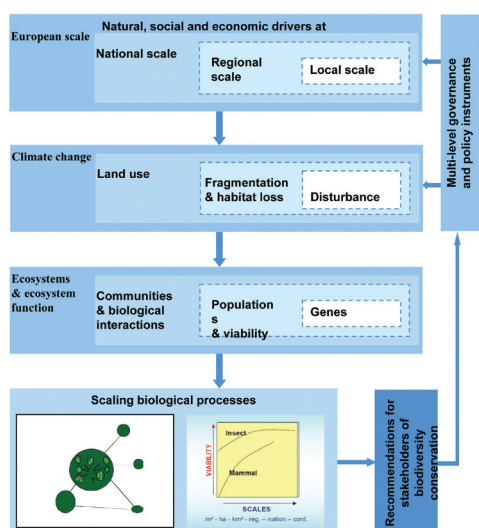 Natural, social and economic drivers at
European scale
National scale
Regional
scale
Local scale
Climate change
Land use
Fragmentation
& habitat loss
Disturbance
Ecosystems
& ecosystem
function
Communities
& biological
interactions
Population
s
& viability
Genes
Multi-level governance
and policy instruments
Scaling biological processes
VIABILITY
Insect
Mammal
SCALES
m² - ha - km² - reg. – nation – cont.
Recommendations for
stakeholders of
biodiversity
conservation